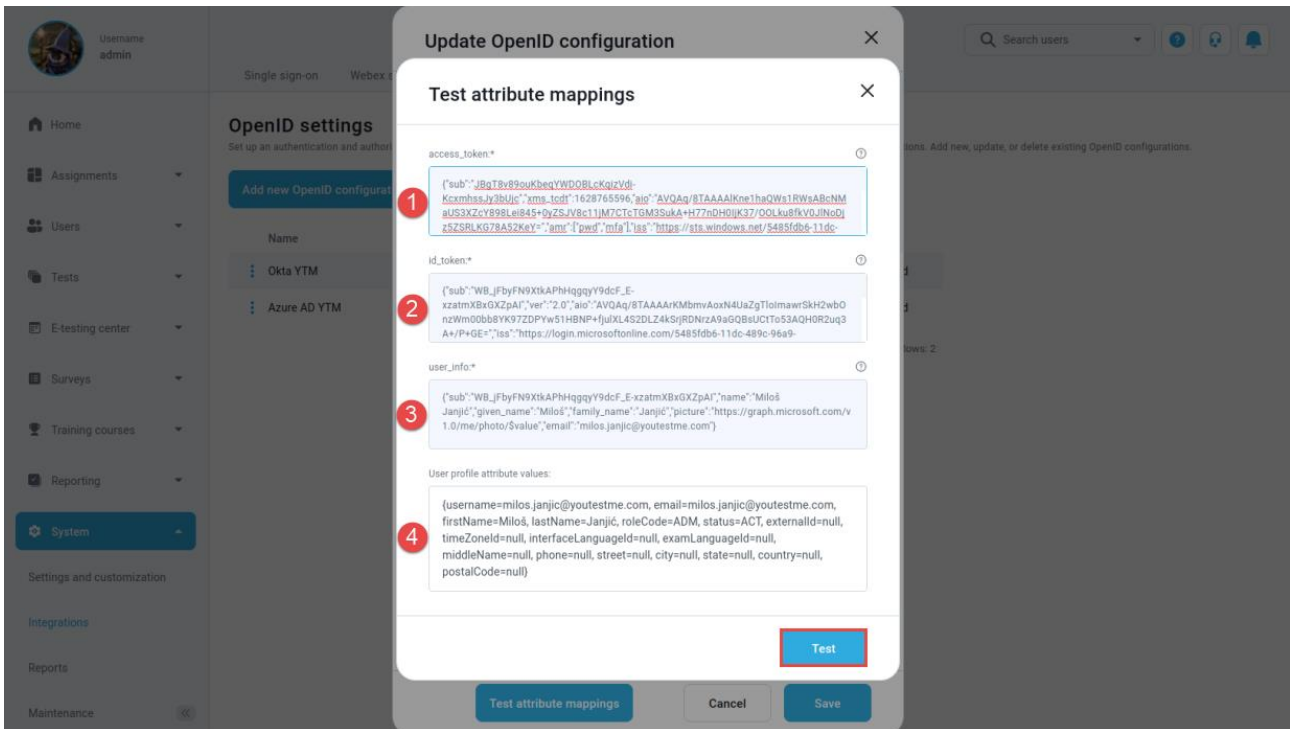 Username
admin
Update OpenID configuration
Search users
Single sign-on Webex
Test attribute mappings
Home
OpenID settings
Set up an authentication and authori
ions. Add new, update, or delete existing OpenID configurations.
access_token:*
Assignments
Add new OpenID configurat
1
{"sub":"JBgT8v89ouKbeqYWDOBLcKqizVdj-
KcxmhssJy3bUjc","xms_tcdt":1628765596,"aio":"AVQAq/8TAAAAlKne1haQWs1RWsABcNM
aUS3XZcY898Lei845+0yZSJV8c11jM7CTcTGM3SukA+H77nDH0IjK37/OOLku8fkV0JlNoDj
z5ZSRLKG78A52KeY=","amr":["pwd","mfa"],"iss":"https://sts.windows.net/5485fdb6-11dc-
Users
Name
id_token:*
Tests
Okta YTM
2
{"sub":"WB_jFbyFN9XtkAPhHqgqyY9dcF_E-
xzatmXBxGXZpAI","ver":"2.0","aio":"AVQAq/8TAAAArKMbmvAoxN4UaZgTloImawrSkH2wbO
nzWm00bb8YK97ZDPYw51HBNP+fjulXL4S2DLZ4kSrjRDNrzA9aGQBsUCtTo53AQH0R2uq3
A+/P+GE=","iss":"https://login.microsoftonline.com/5485fdb6-11dc-489c-96a9-
Azure AD YTM
E-testing center
ows: 2
user_info:*
Surveys
3
{"sub":"WB_jFbyFN9XtkAPhHqgqyY9dcF_E-xzatmXBxGXZpAI","name":"Miloš
Janjić","given_name":"Miloš","family_name":"Janjić","picture":"https://graph.microsoft.com/v
1.0/me/photo/$value","email":"milos.janjic@youtestme.com"}
Training courses
Reporting
User profile attribute values:
4
{username=milos.janjic@youtestme.com, email=milos.janjic@youtestme.com,
firstName=Miloš, lastName=Janjić, roleCode=ADM, status=ACT, externalId=null,
timeZoneId=null, interfaceLanguageId=null, examLanguageId=null,
middleName=null, phone=null, street=null, city=null, state=null, country=null,
postalCode=null}
System
Settings and customization
Integrations
Test
Reports
Maintenance
Test attribute mappings
Cancel
Save